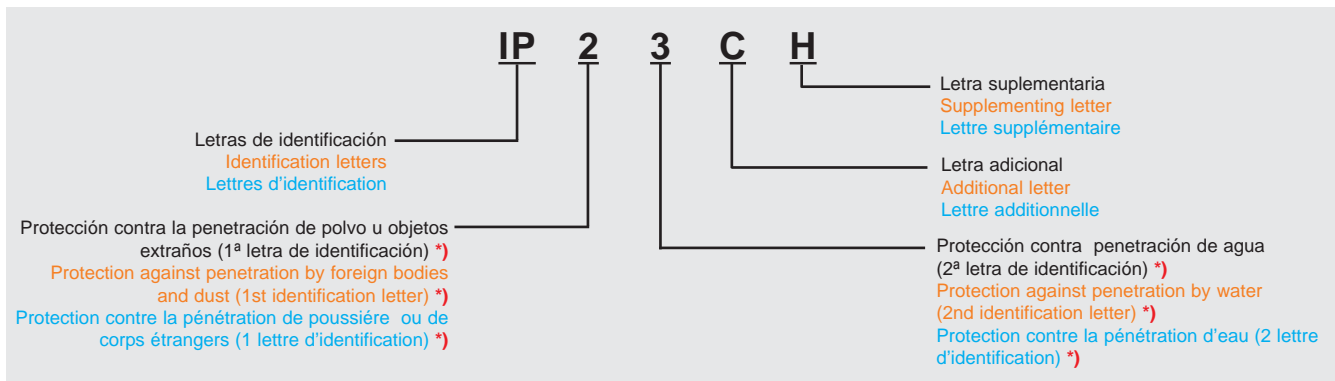 IP 2 3 C H
Letras de identificación
Identification letters
Lettres d'identification
Protección contra la penetración de polvo u objetos
extraños (1ª letra de identificación) *)
Protection against penetration by foreign bodies
and dust (1st identification letter) *)
Protection contre la pénétration de poussiére ou de
corps étrangers (1 lettre d'identification) *)
Letra suplementaria
Supplementing letter
Lettre supplémentaire
Letra adicional
Additional letter
Lettre additionnelle
Protección contra penetración de agua
(2ª letra de identificación) *)
Protection against penetration by water
(2nd identification letter) *)
Protection contre la pénétration d'eau (2 lettre
d'identification) *)